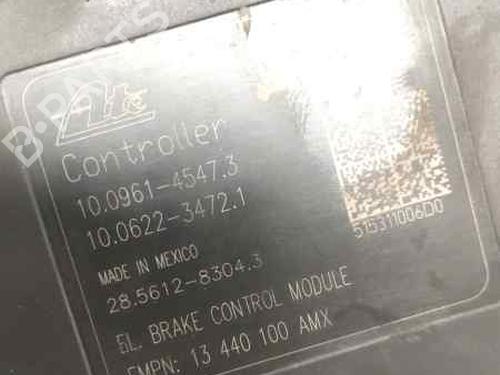 B-PARTS
Ate
Controller
10.0961-4547.3
10.0622-3472.1
MADE IN MEXICO
28.5612-8304.3
515311006D0
EL. BRAKE CONTROL MODULE
EMPN: 13 440 100 AMX